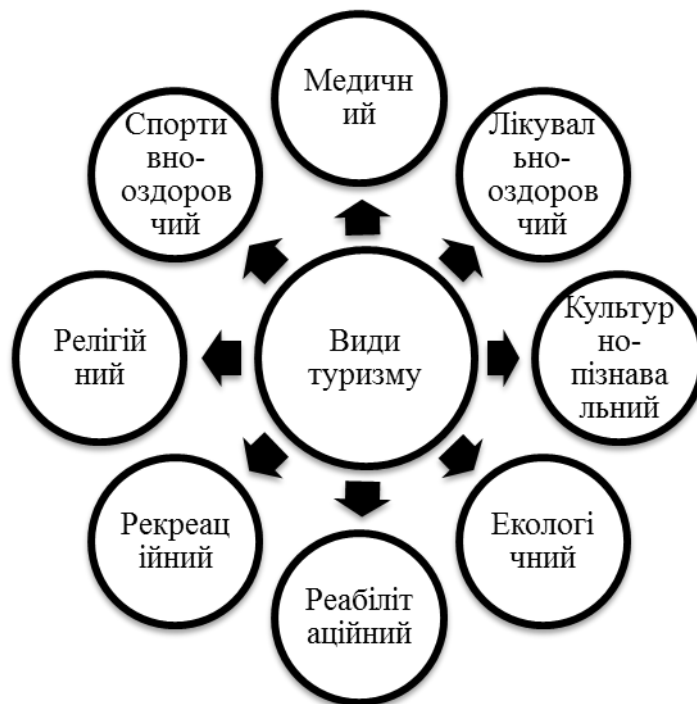 Медичн
ий
Лікувал
ьно-
оздоров
чий
Культур
но-
пізнава
льний
Екологі
чний
Реабіліт
аційний
Рекреац
ійний
Релігій
ний
Спорти
вно-
оздоров
чий
Види
туризму